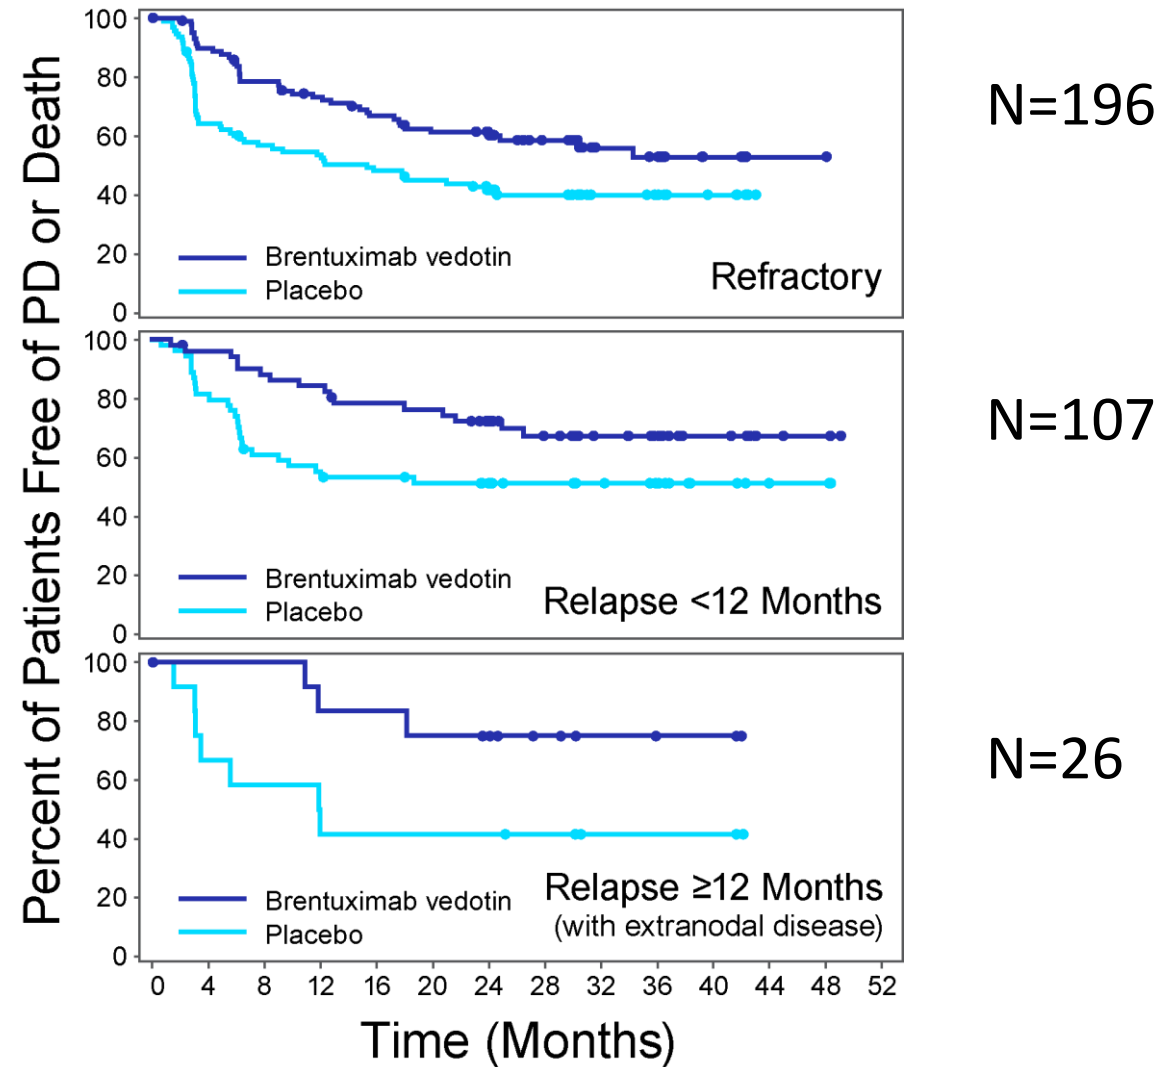 Percent of Patients Free of PD or Death
100
80
60
40
20
0
Brentuximab vedotin
Placebo
Refractory
N=196
100
80
60
40
20
0
Brentuximab vedotin
Placebo
Relapse <12 Months
N=107
100
80
60
40
20
0
Brentuximab vedotin
Placebo
Relapse ≥12 Months
(with extranodal disease)
N=26
0 4 8 12 16 20 24 28 32 36 40 44 48 52
Time (Months)